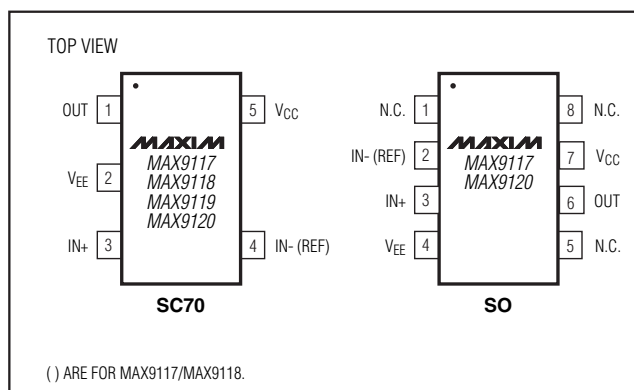 TOP VIEW
OUT 1
5 VCC
VEE 2
IN+ 3
4 IN- (REF)
MAXIM
MAX9117
MAX9118
MAX9119
MAX9120
SC70
N.C. 1
8 N.C.
IN- (REF) 2
7 VCC
IN+ 3
6 OUT
VEE 4
5 N.C.
MAXIM
MAX9117
MAX9120
SO
( ) ARE FOR MAX9117/MAX9118.